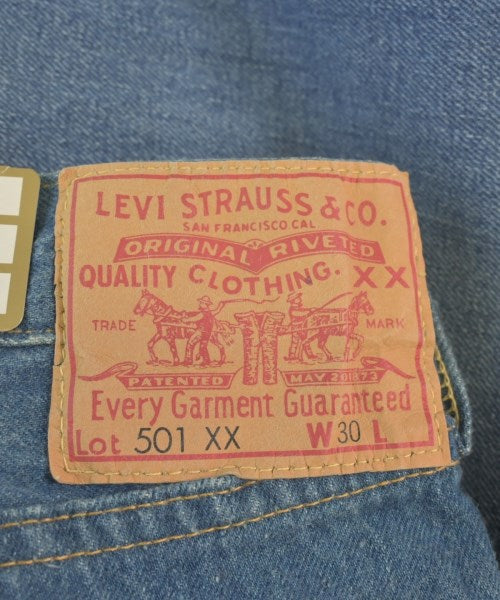 LEVI STRAUSS & CO.
SAN FRANCISCO.CAL
ORIGINAL RIVETED
QUALITY CLOTHING. XX
TRADE MARK
PATENTED MAY 20 1873
Every Garment Guaranteed
Lot 501 XX W 30 L